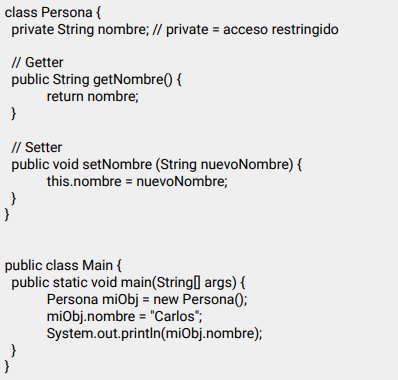 class Persona {
private String nombre; // private = acceso restringido
// Getter
public String getNombre() {
return nombre;
}
// Setter
public void setNombre (String nuevoNombre) {
this.nombre = nuevoNombre;
}
}
public class Main {
public static void main(String[] args) {
Persona miObj = new Persona();
miObj.nombre = "Carlos";
System.out.println(miObj.nombre);
}
}